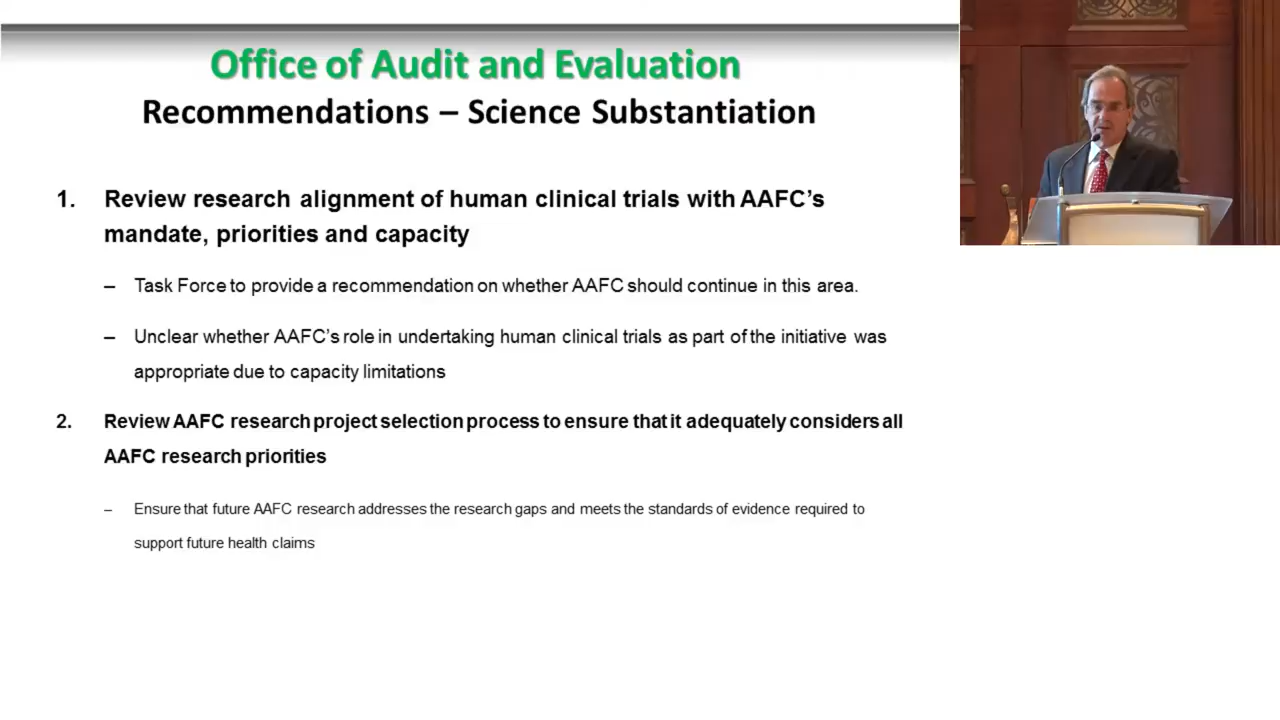 Office of Audit and Evaluation
Recommendations – Science Substantiation
1. Review research alignment of human clinical trials with AAFC’s
mandate, priorities and capacity
– Task Force to provide a recommendation on whether AAFC should continue in this area.
– Unclear whether AAFC’s role in undertaking human clinical trials as part of the initiative was
appropriate due to capacity limitations
2. Review AAFC research project selection process to ensure that it adequately considers all
AAFC research priorities
– Ensure that future AAFC research addresses the research gaps and meets the standards of evidence required to
support future health claims